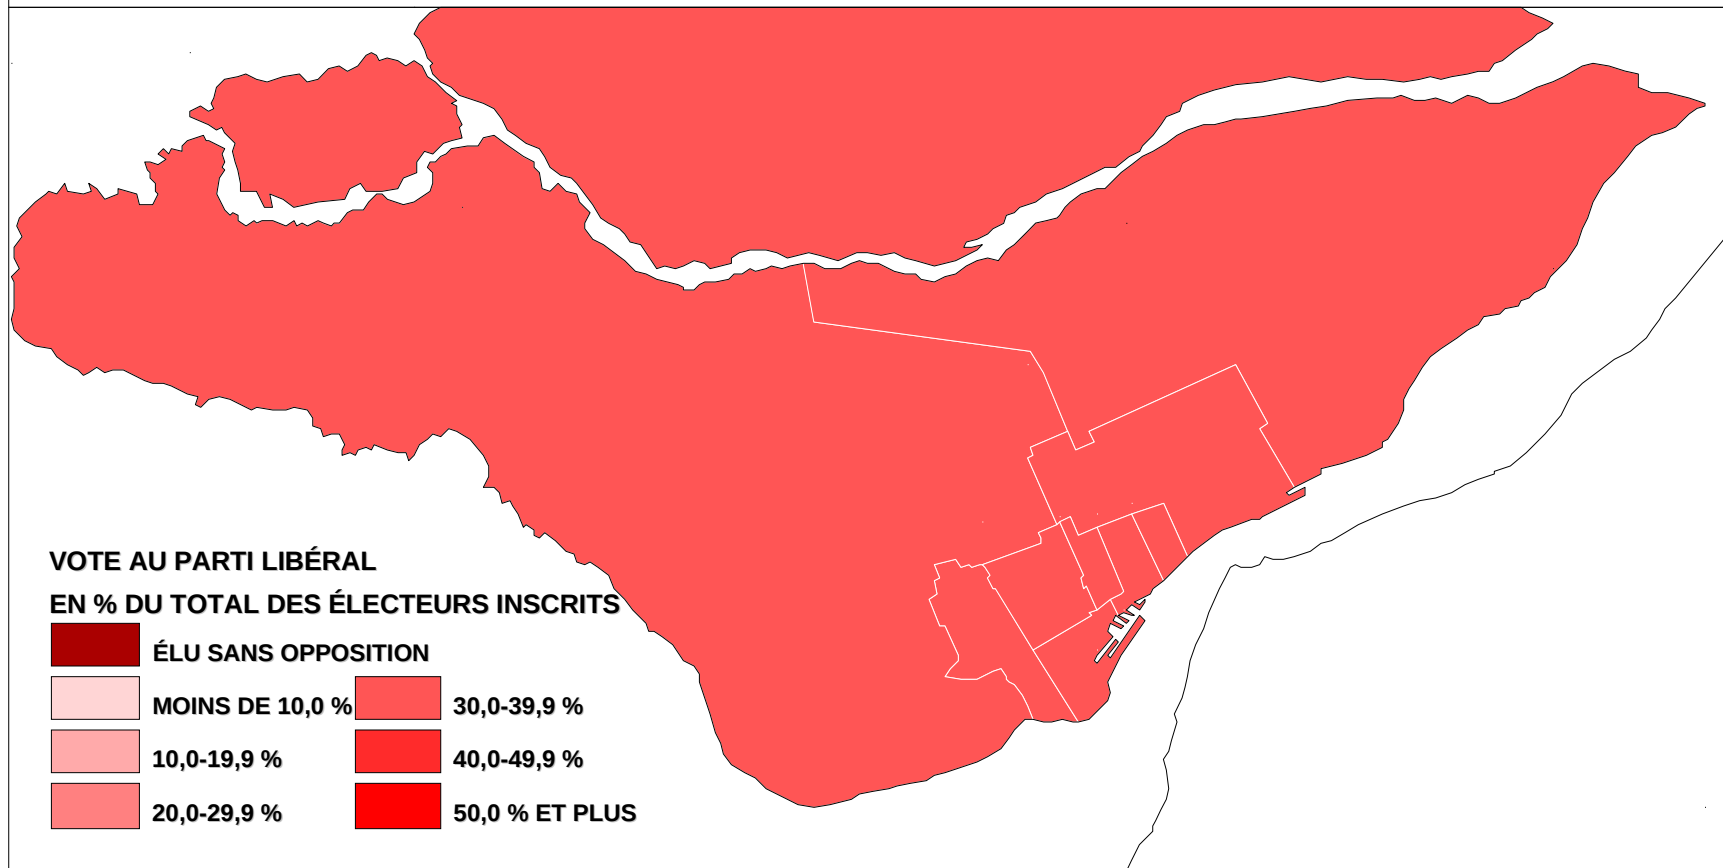 VOTE AU PARTI LIBÉRAL
EN % DU TOTAL DES ÉLECTEURS INSCRITS
ÉLU SANS OPPOSITION
MOINS DE 10,0 %
30,0-39,9 %
10,0-19,9 %
40,0-49,9 %
20,0-29,9 %
50,0 % ET PLUS